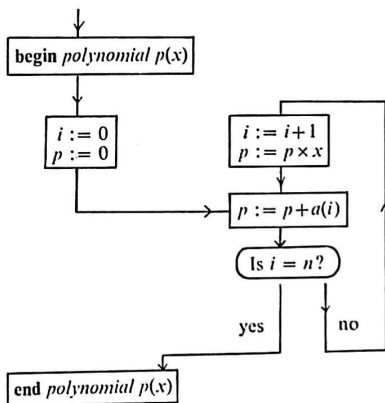 begin polynomial p(x)
i := 0
p := 0
i := i+1
p := p×x
p := p+a(i)
Is i = n?
yes
no
end polynomial p(x)